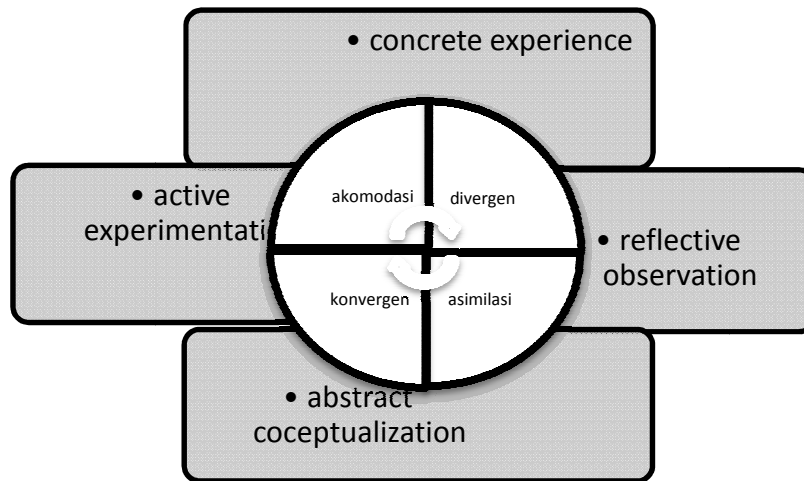 • concrete experience
• active
experimentati
akomodasi
divergen
• reflective
observation
konvergen
asimilasi
• abstract
coceptualization